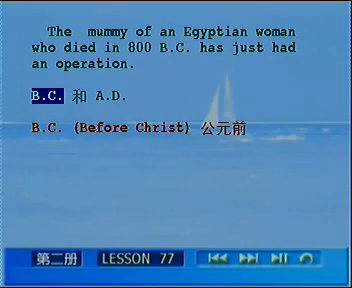 The mummy of an Egyptian woman
who died in 800 B.C. has just had
an operation.
B.C. 和 A.D.
B.C. (Before Christ) 公元前
第二册 LESSON 77